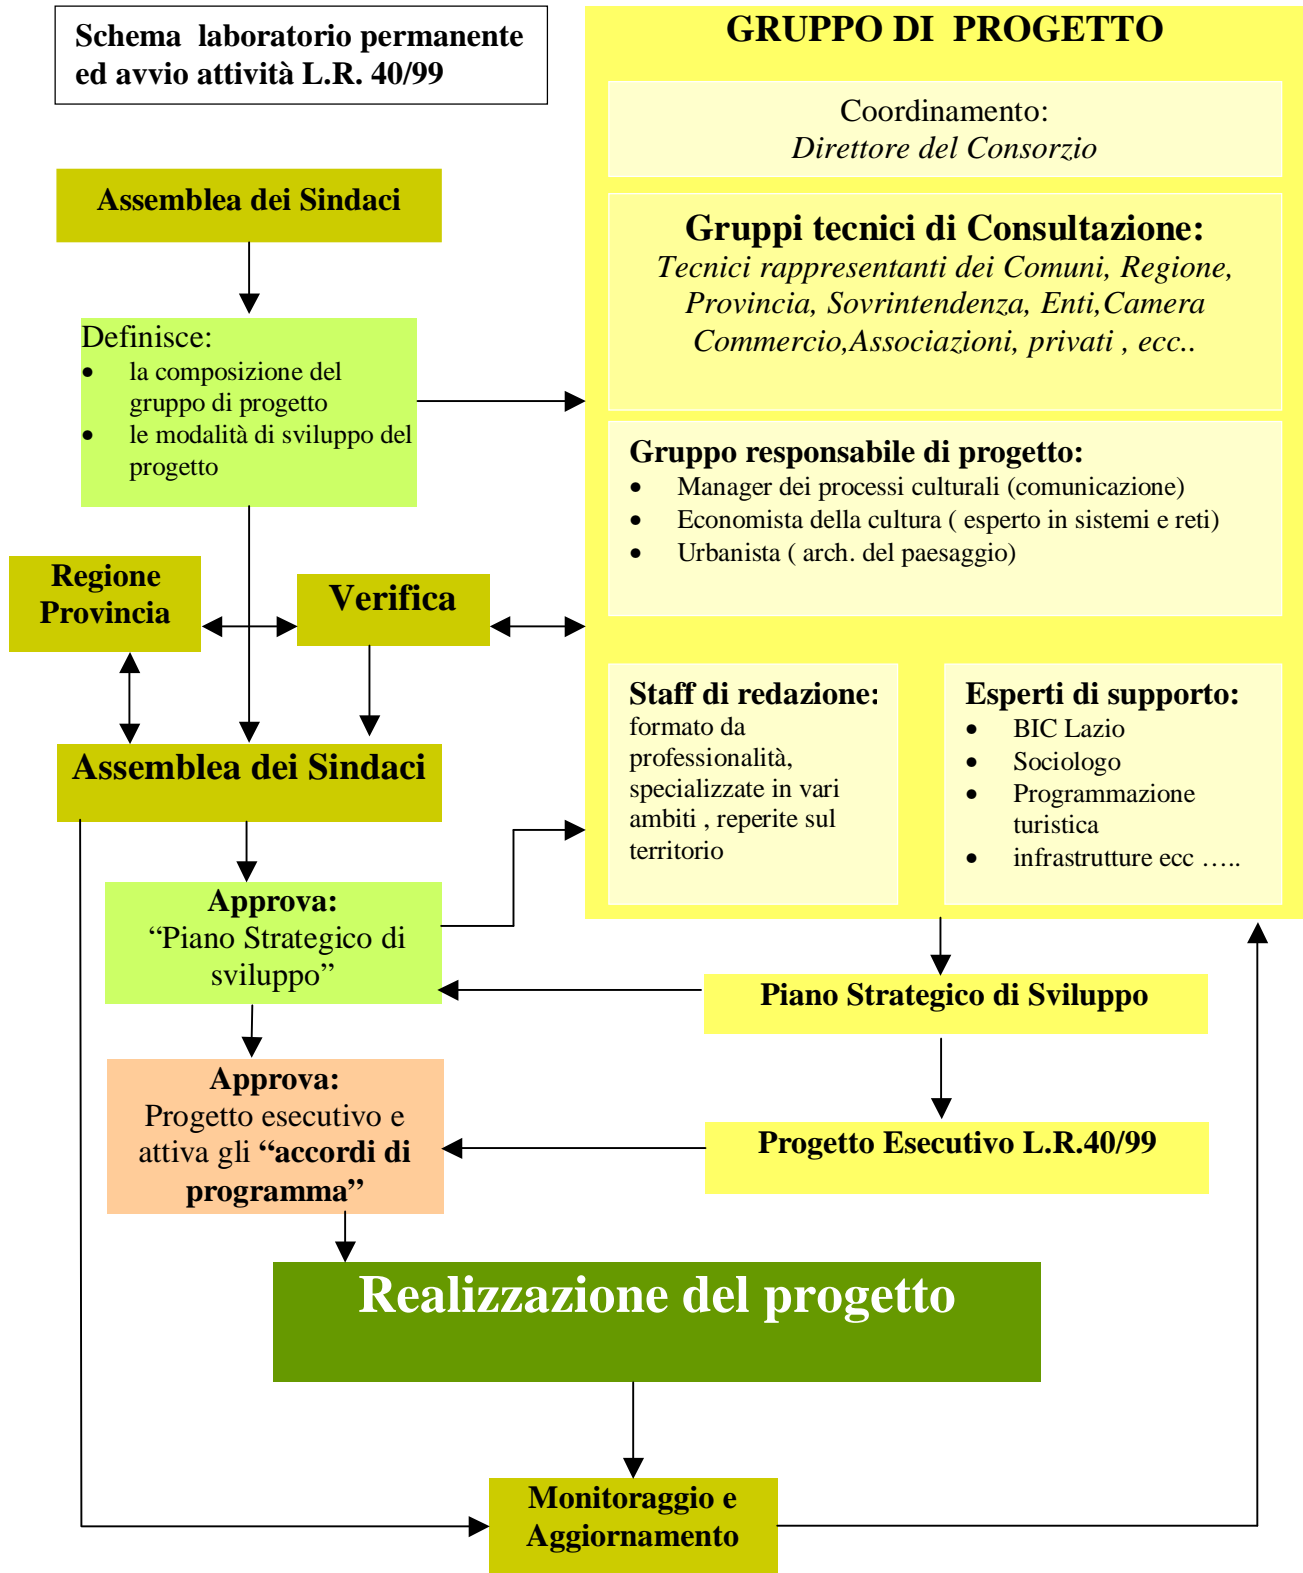 Schema laboratorio permanente
ed avvio attività L.R. 40/99
GRUPPO DI PROGETTO
Coordinamento:
Direttore del Consorzio
Assemblea dei Sindaci
Gruppi tecnici di Consultazione:
Tecnici rappresentanti dei Comuni, Regione,
Provincia, Sovrintendenza, Enti,Camera
Commercio,Associazioni, privati , ecc..
Definisce:
• la composizione del
gruppo di progetto
• le modalità di sviluppo del
progetto
Gruppo responsabile di progetto:
• Manager dei processi culturali (comunicazione)
• Economista della cultura ( esperto in sistemi e reti)
• Urbanista ( arch. del paesaggio)
Regione
Provincia
Verifica
Staff di redazione:
formato da
professionalità,
specializzate in vari
ambiti , reperite sul
territorio
Esperti di supporto:
• BIC Lazio
• Sociologo
• Programmazione
turistica
• infrastrutture ecc …..
Assemblea dei Sindaci
Approva:
“Piano Strategico di
sviluppo”
Piano Strategico di Sviluppo
Approva:
Progetto esecutivo e
attiva gli “accordi di
programma”
Progetto Esecutivo L.R.40/99
Realizzazione del progetto
Monitoraggio e
Aggiornamento